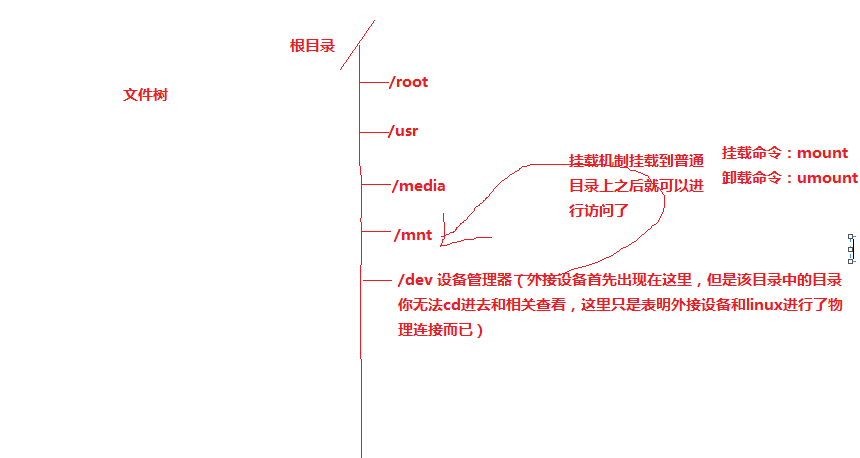 根目录
/root
文件树
/usr
挂载机制挂载到普通
目录上之后就可以进
行访问了
挂载命令：mount
卸载命令：umount
/media
/mnt
/dev 设备管理器（外接设备首先出现在这里，但是该目录中的目录
你无法cd进去和相关查看，这里只是表明外接设备和linux进行了物
理连接而已）